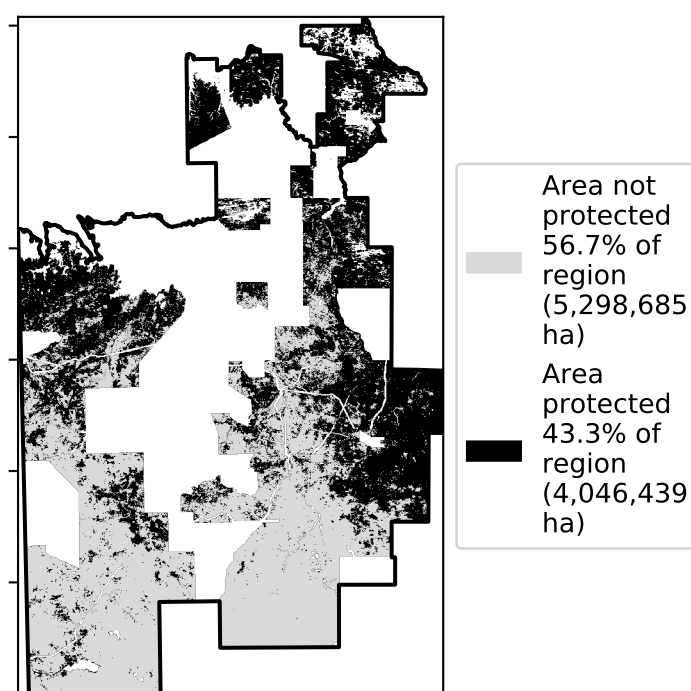 Area not
protected
56.7% of
region
(5,298,685
ha)
Area
protected
43.3% of
region
(4,046,439
ha)